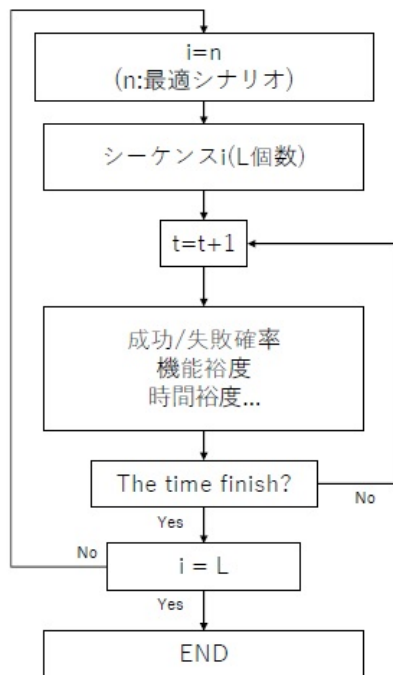 i=n
(n:最適シナリオ)
シーケンスi(L個数)
t=t+1
成功/失敗確率
機能裕度
時間裕度...
The time finish?
No
Yes
No
i = L
Yes
END